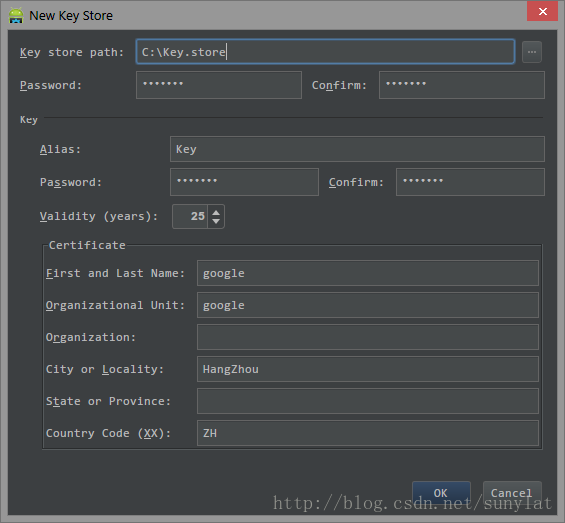 New Key Store
Key store path: C:\Key.store ...
Password: ••••••• Confirm: •••••••
Key
Alias: Key
Password: ••••••• Confirm: •••••••
Validity (years): 25
Certificate
First and Last Name: google
Organizational Unit: google
Organization:
City or Locality: HangZhou
State or Province:
Country Code (XX): ZH
OK Cancel
http://blog.csdn.net/sunylat